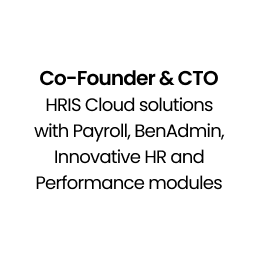 Co-Founder & CTO
HRIS Cloud solutions
with Payroll, BenAdmin,
Innovative HR and
Performance modules